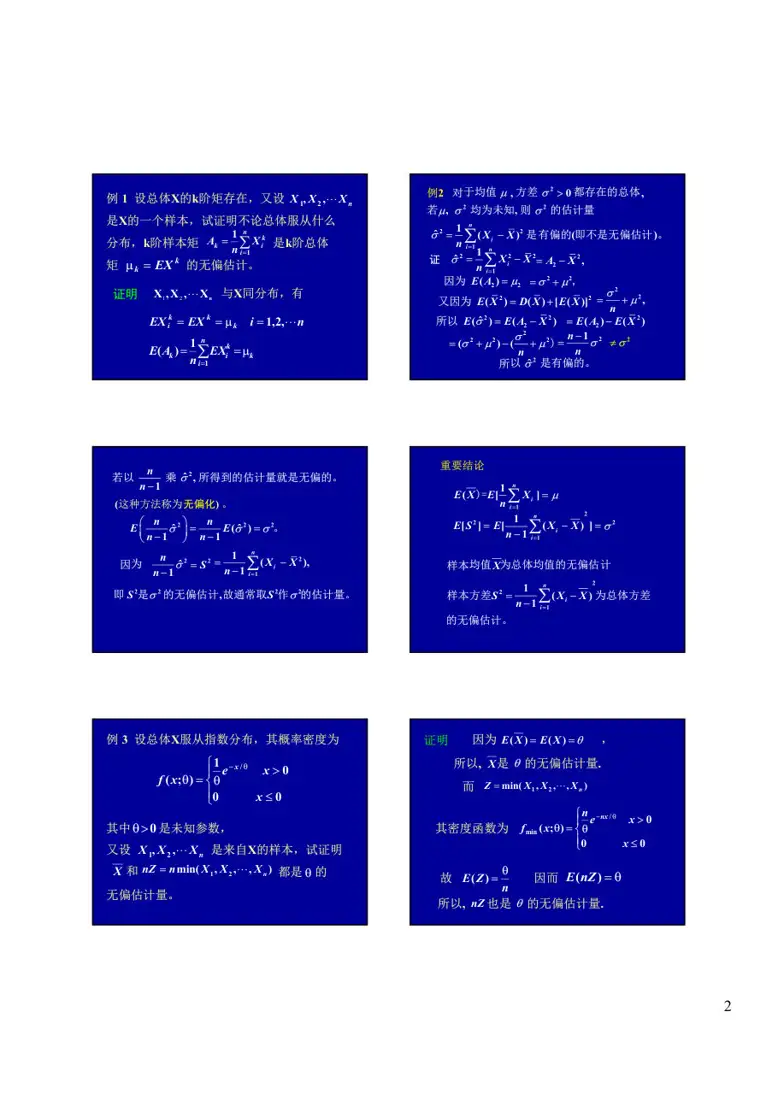 例 1 设总体X的k阶矩存在，又设 X₁, X₂, ⋯ Xₙ
是X的一个样本，试证明不论总体服从什么
分布，k阶样本矩 Aₖ = 1/n ∑ᵢ₌₁ⁿ Xᵢᵏ 是k阶总体
矩 μₖ = EXᵏ 的无偏估计。
证明 X₁,X₂,⋯Xₙ 与X同分布，有
EXᵢᵏ = EXᵏ = μₖ i = 1,2,⋯n
E(Aₖ) = 1/n ∑ᵢ₌₁ⁿ EXᵢᵏ = μₖ
例2 对于均值 μ , 方差 σ² > 0 都存在的总体,
若 μ, σ² 均为未知, 则 σ² 的估计量
σ̂² = 1/n ∑ᵢ₌₁ⁿ (Xᵢ − X̄)² 是有偏的(即不是无偏估计)。
证 σ̂² = 1/n ∑ᵢ₌₁ⁿ Xᵢ² − X̄² = A₂ − X̄²,
因为 E(A₂) = μ₂ = σ² + μ²,
又因为 E(X̄²) = D(X̄) + [E(X̄)]² = σ²/n + μ²,
所以 E(σ̂²) = E(A₂ − X̄²) = E(A₂) − E(X̄²)
= (σ² + μ²) − (σ²/n + μ²) = (n − 1)/n σ² ≠ σ²
所以 σ̂² 是有偏的。
若以 n/(n − 1) 乘 σ̂², 所得到的估计量就是无偏的。
(这种方法称为无偏化) 。
E(n/(n − 1) σ̂²) = n/(n − 1) E(σ̂²) = σ²。
因为 n/(n − 1) σ̂² = S² = 1/(n − 1) ∑ᵢ₌₁ⁿ (Xᵢ − X̄²),
即 S² 是 σ² 的无偏估计,故通常取S²作 σ²的估计量。
重要结论
E(X̄)=E[1/n ∑ᵢ₌₁ⁿ Xᵢ] = μ
E[S²] = E[1/(n − 1) ∑ᵢ₌₁ⁿ (Xᵢ − X̄)²] = σ²
样本均值X̄为总体均值的无偏估计
样本方差S² = 1/(n − 1) ∑ᵢ₌₁ⁿ (Xᵢ − X̄)² 为总体方差
的无偏估计。
例 3 设总体X服从指数分布，其概率密度为
f(x;θ) = { 1/θ e^(−x/θ) x > 0
0 x ≤ 0
其中θ>0 是未知参数,
又设 X₁, X₂, ⋯ Xₙ 是来自X的样本，试证明
X̄ 和 nZ = n min(X₁, X₂, ⋯, Xₙ) 都是 θ 的
无偏估计量。
证明 因为 E(X̄) = E(X) = θ ，
所以, X̄是 θ 的无偏估计量.
而 Z = min(X₁, X₂, ⋯, Xₙ)
其密度函数为 f_min(x;θ) = { n/θ e^(−nx/θ) x > 0
0 x ≤ 0
故 E(Z) = θ/n 因而 E(nZ) = θ
所以, nZ 也是 θ 的无偏估计量.
2